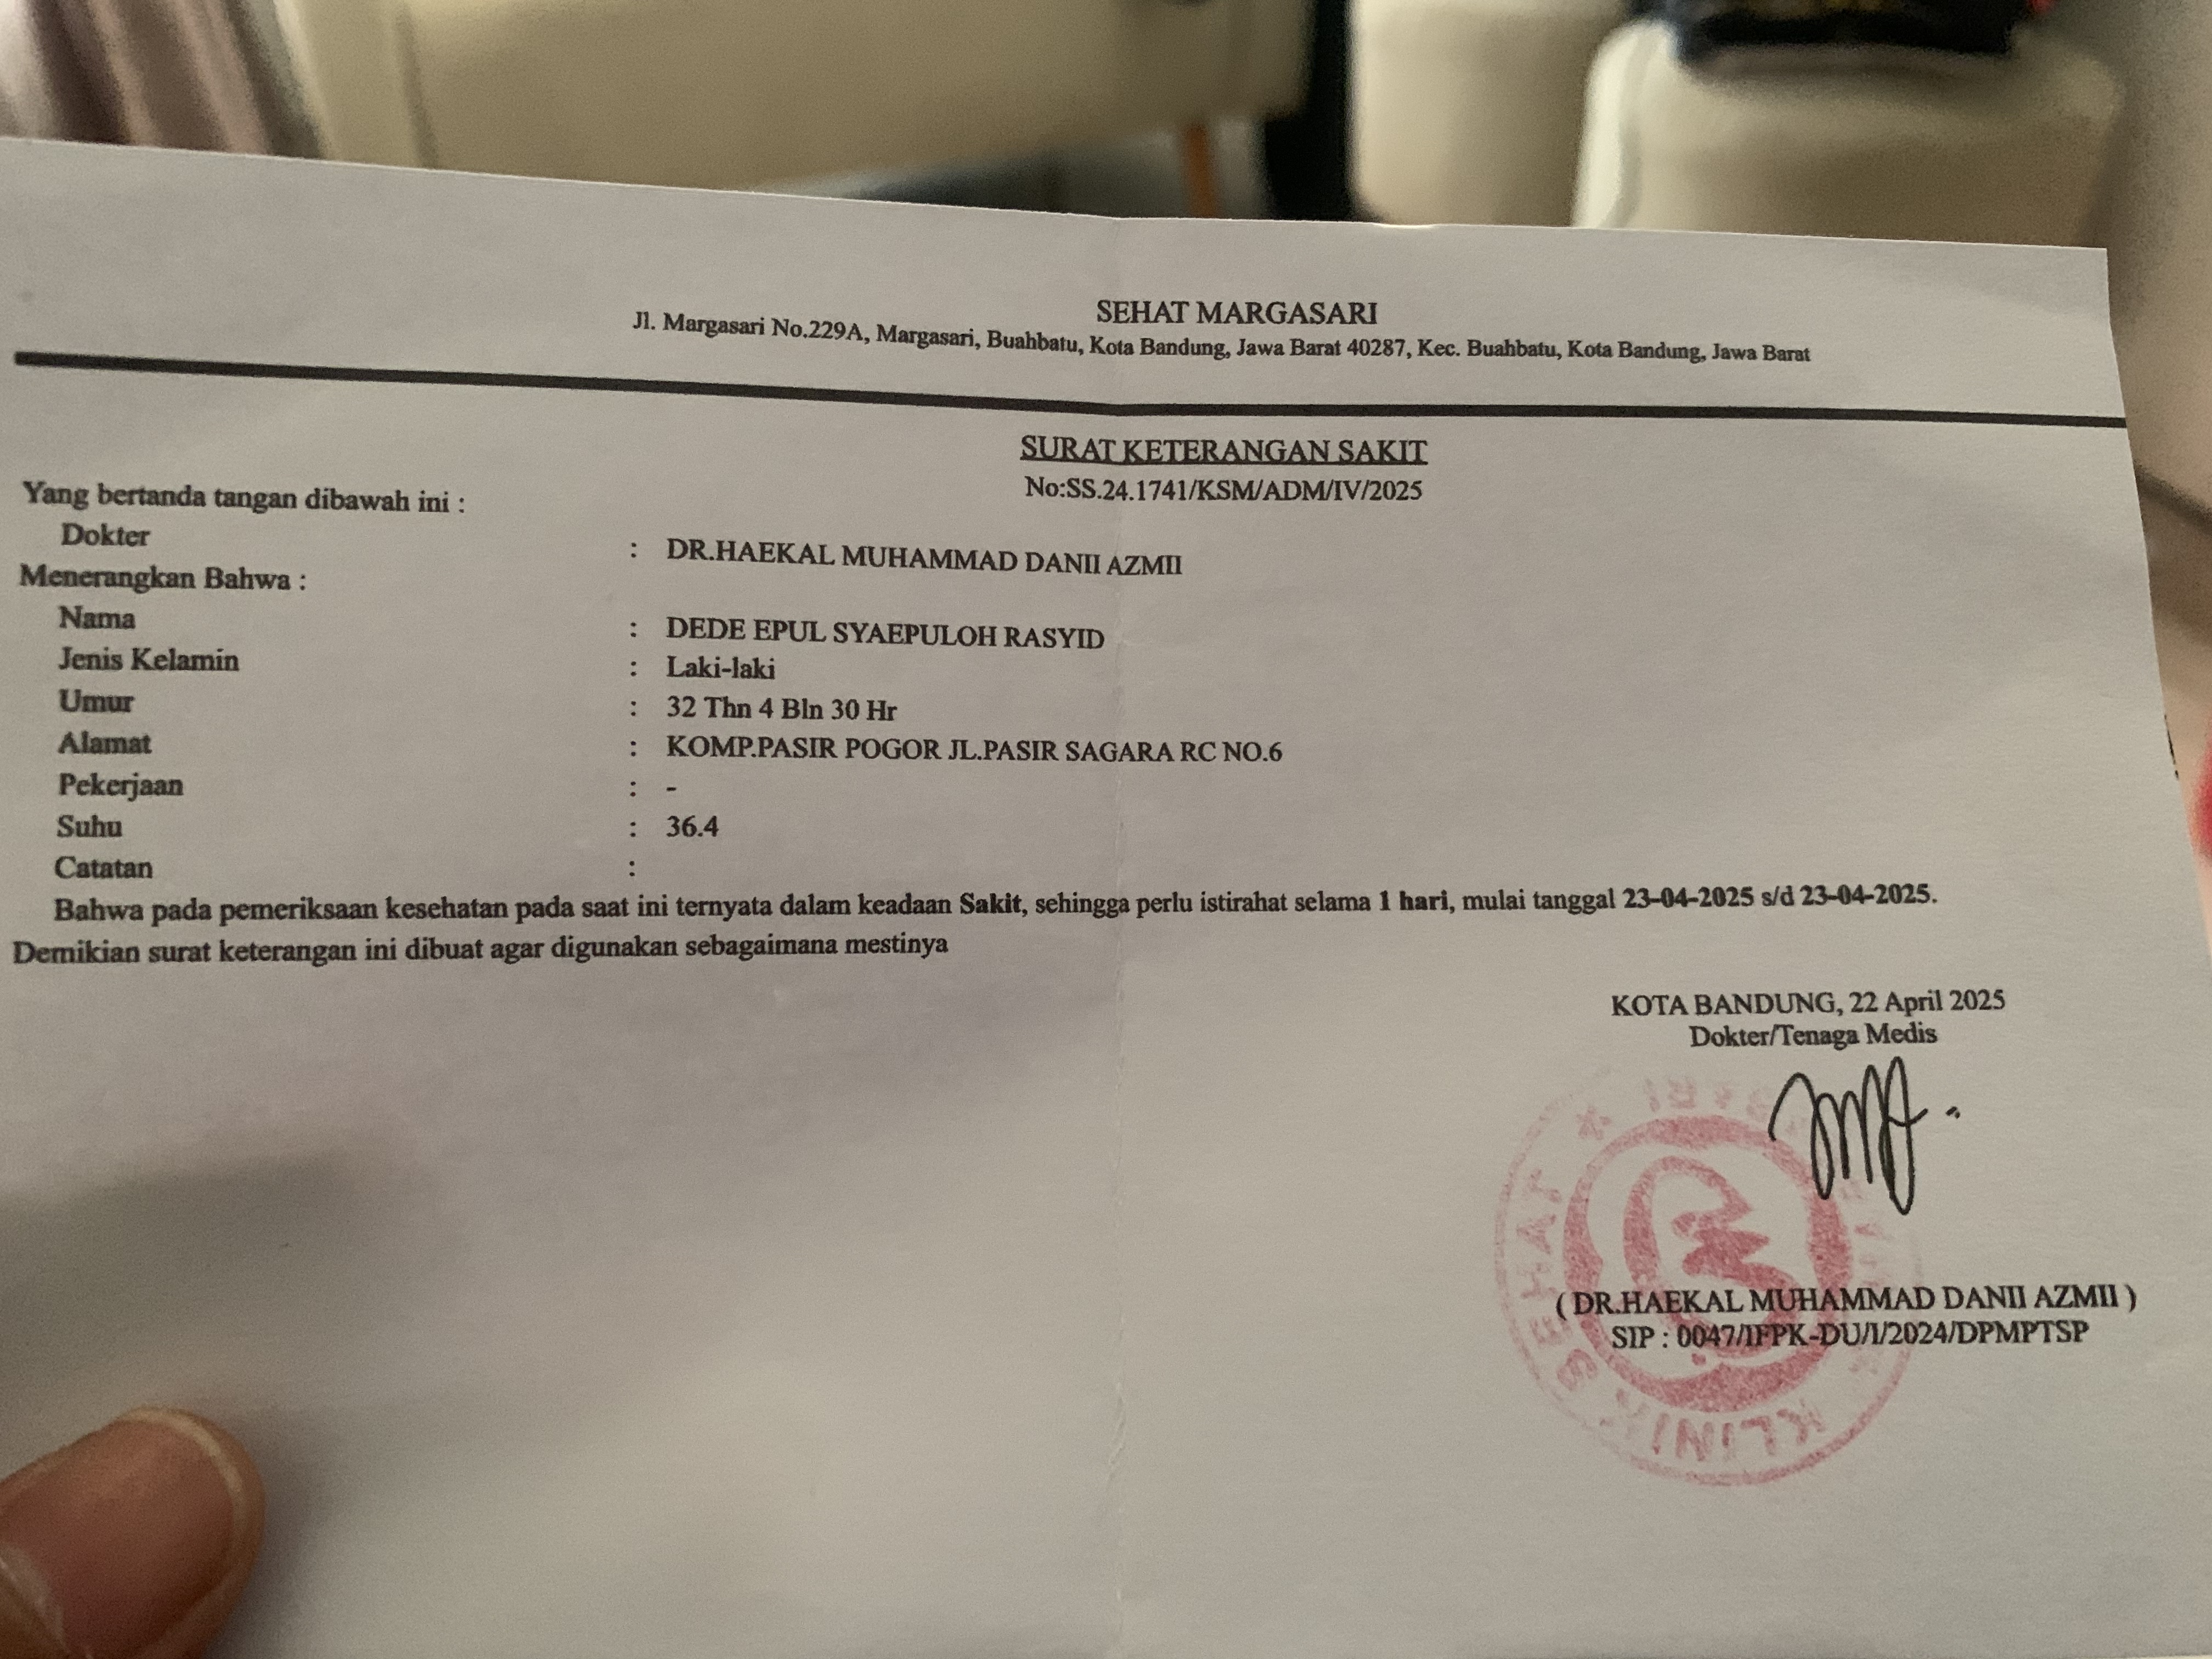 SEHAT MARGASARI
Jl. Margasari No.229A, Margasari, Buahbatu, Kota Bandung, Jawa Barat 40287, Kec. Buahbatu, Kota Bandung, Jawa Barat
SURAT KETERANGAN SAKIT
No:SS.24.1741/KSM/ADM/IV/2025
Yang bertanda tangan dibawah ini :
Dokter : DR.HAEKAL MUHAMMAD DANII AZMII
Menerangkan Bahwa :
Nama : DEDE EPUL SYAEPULOH RASYID
Jenis Kelamin : Laki-laki
Umur : 32 Thn 4 Bln 30 Hr
Alamat : KOMP.PASIR POGOR JL.PASIR SAGARA RC NO.6
Pekerjaan : -
Suhu : 36.4
Catatan :
Bahwa pada pemeriksaan kesehatan pada saat ini ternyata dalam keadaan Sakit, sehingga perlu istirahat selama 1 hari, mulai tanggal 23-04-2025 s/d 23-04-2025.
Demikian surat keterangan ini dibuat agar digunakan sebagaimana mestinya
KOTA BANDUNG, 22 April 2025
Dokter/Tenaga Medis
KLINIK SEHAT
( DR.HAEKAL MUHAMMAD DANII AZMII )
SIP : 0047/IFPK-DU/I/2024/DPMPTSP